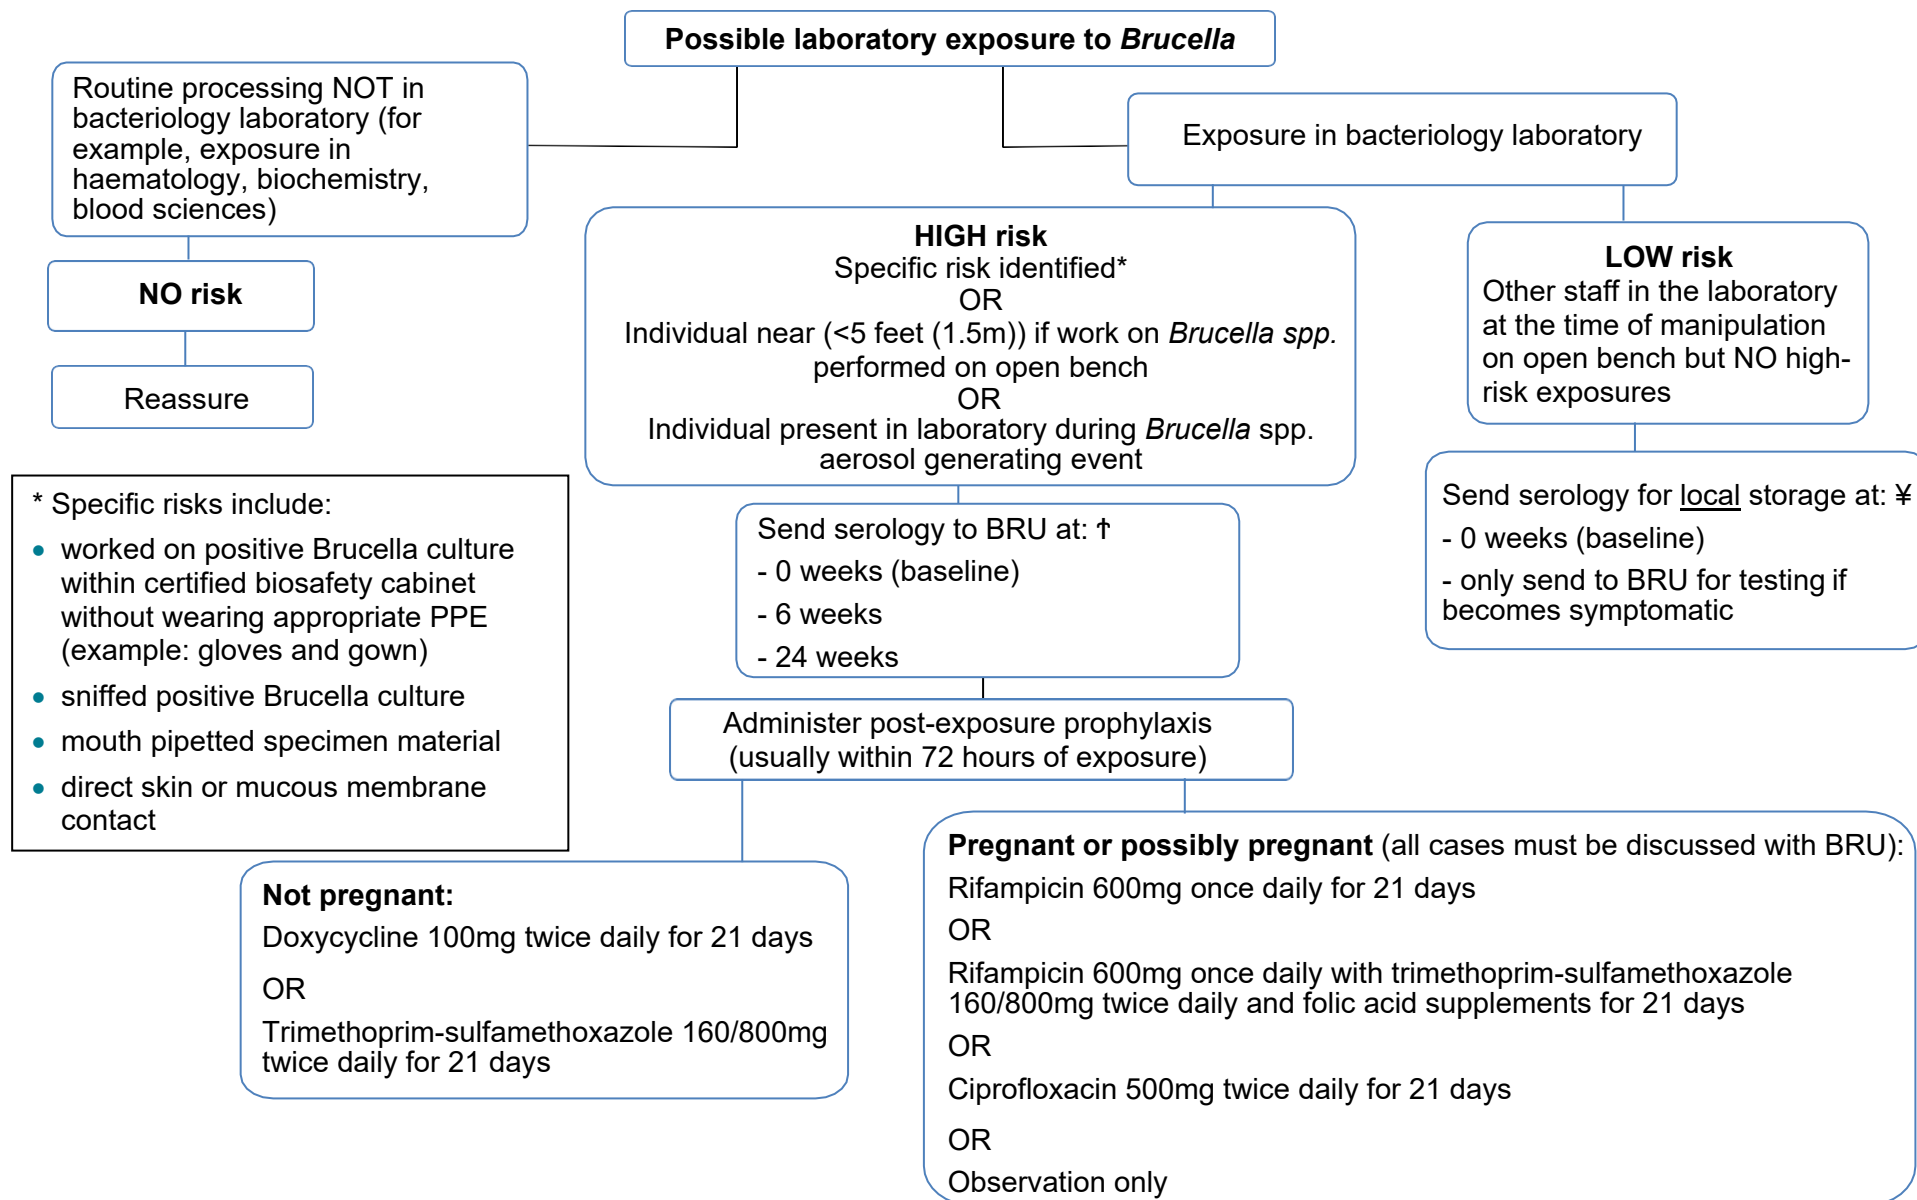 Possible laboratory exposure to Brucella
Routine processing NOT in
bacteriology laboratory (for
example, exposure in
haematology, biochemistry,
blood sciences)
Exposure in bacteriology laboratory
NO risk
Reassure
HIGH risk
Specific risk identified*
OR
Individual near (<5 feet (1.5m)) if work on Brucella spp.
performed on open bench
OR
Individual present in laboratory during Brucella spp.
aerosol generating event
LOW risk
Other staff in the laboratory
at the time of manipulation
on open bench but NO high-
risk exposures
* Specific risks include:
• worked on positive Brucella culture
within certified biosafety cabinet
without wearing appropriate PPE
(example: gloves and gown)
• sniffed positive Brucella culture
• mouth pipetted specimen material
• direct skin or mucous membrane
contact
Send serology to BRU at: †
- 0 weeks (baseline)
- 6 weeks
- 24 weeks
Send serology for local storage at: ¥
- 0 weeks (baseline)
- only send to BRU for testing if
becomes symptomatic
Administer post-exposure prophylaxis
(usually within 72 hours of exposure)
Not pregnant:
Doxycycline 100mg twice daily for 21 days
OR
Trimethoprim-sulfamethoxazole 160/800mg
twice daily for 21 days
Pregnant or possibly pregnant (all cases must be discussed with BRU):
Rifampicin 600mg once daily for 21 days
OR
Rifampicin 600mg once daily with trimethoprim-sulfamethoxazole
160/800mg twice daily and folic acid supplements for 21 days
OR
Ciprofloxacin 500mg twice daily for 21 days
OR
Observation only